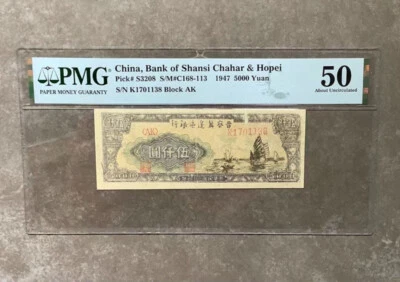 PMG
PAPER MONEY GUARANTY
China, Bank of Shansi Chahar & Hopei
Pick# S3208 S/M#C168-113 1947 5000 Yuan
S/N K1701138 Block AK
50
About Uncirculated
行銀區邊冀察晉
K1701138
圓仟伍